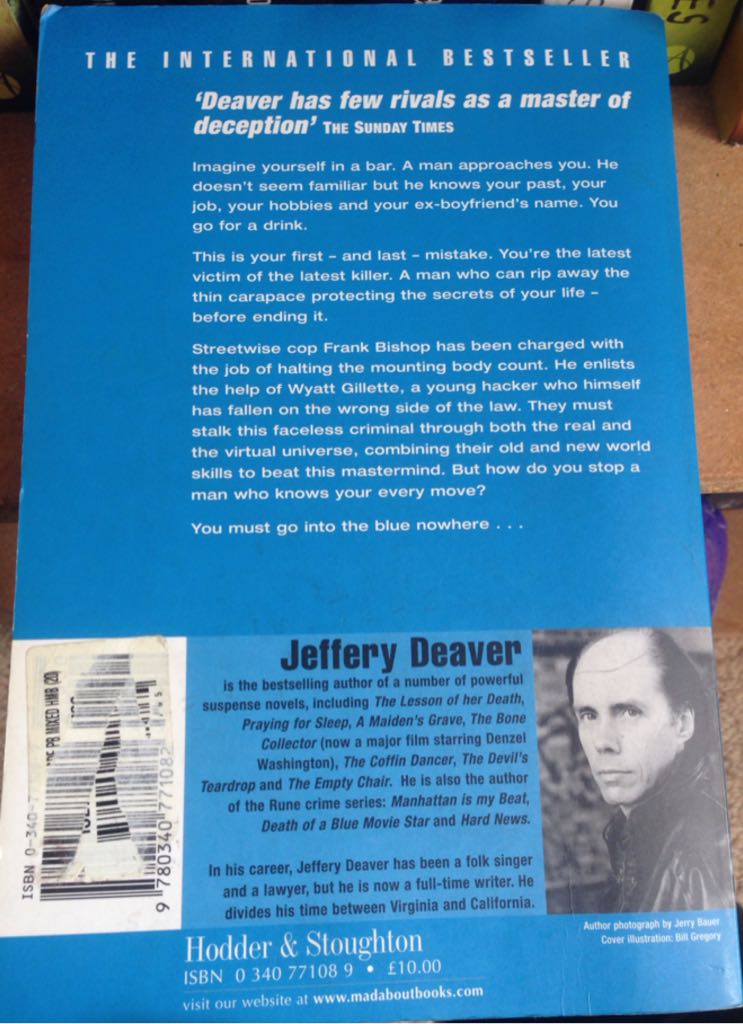 THE INTERNATIONAL BESTSELLER
'Deaver has few rivals as a master of
deception' THE SUNDAY TIMES
Imagine yourself in a bar. A man approaches you. He
doesn't seem familiar but he knows your past, your
job, your hobbies and your ex-boyfriend's name. You
go for a drink.
This is your first – and last – mistake. You're the latest
victim of the latest killer. A man who can rip away the
thin carapace protecting the secrets of your life –
before ending it.
Streetwise cop Frank Bishop has been charged with
the job of halting the mounting body count. He enlists
the help of Wyatt Gillette, a young hacker who himself
has fallen on the wrong side of the law. They must
stalk this faceless criminal through both the real and
the virtual universe, combining their old and new world
skills to beat this mastermind. But how do you stop a
man who knows your every move?
You must go into the blue nowhere . . .
Jeffery Deaver
is the bestselling author of a number of powerful
suspense novels, including The Lesson of her Death,
Praying for Sleep, A Maiden's Grave, The Bone
Collector (now a major film starring Denzel
Washington), The Coffin Dancer, The Devil's
Teardrop and The Empty Chair. He is also the author
of the Rune crime series: Manhattan is my Beat,
Death of a Blue Movie Star and Hard News.
In his career, Jeffery Deaver has been a folk singer
and a lawyer, but he is now a full-time writer. He
divides his time between Virginia and California.
ISBN 0-340-7
PB MIXED HMB
9 780340 771082
Author photograph by Jerry Bauer
Cover illustration: Bill Gregory
Hodder & Stoughton
ISBN 0 340 77108 9 • £10.00
visit our website at www.madaboutbooks.com